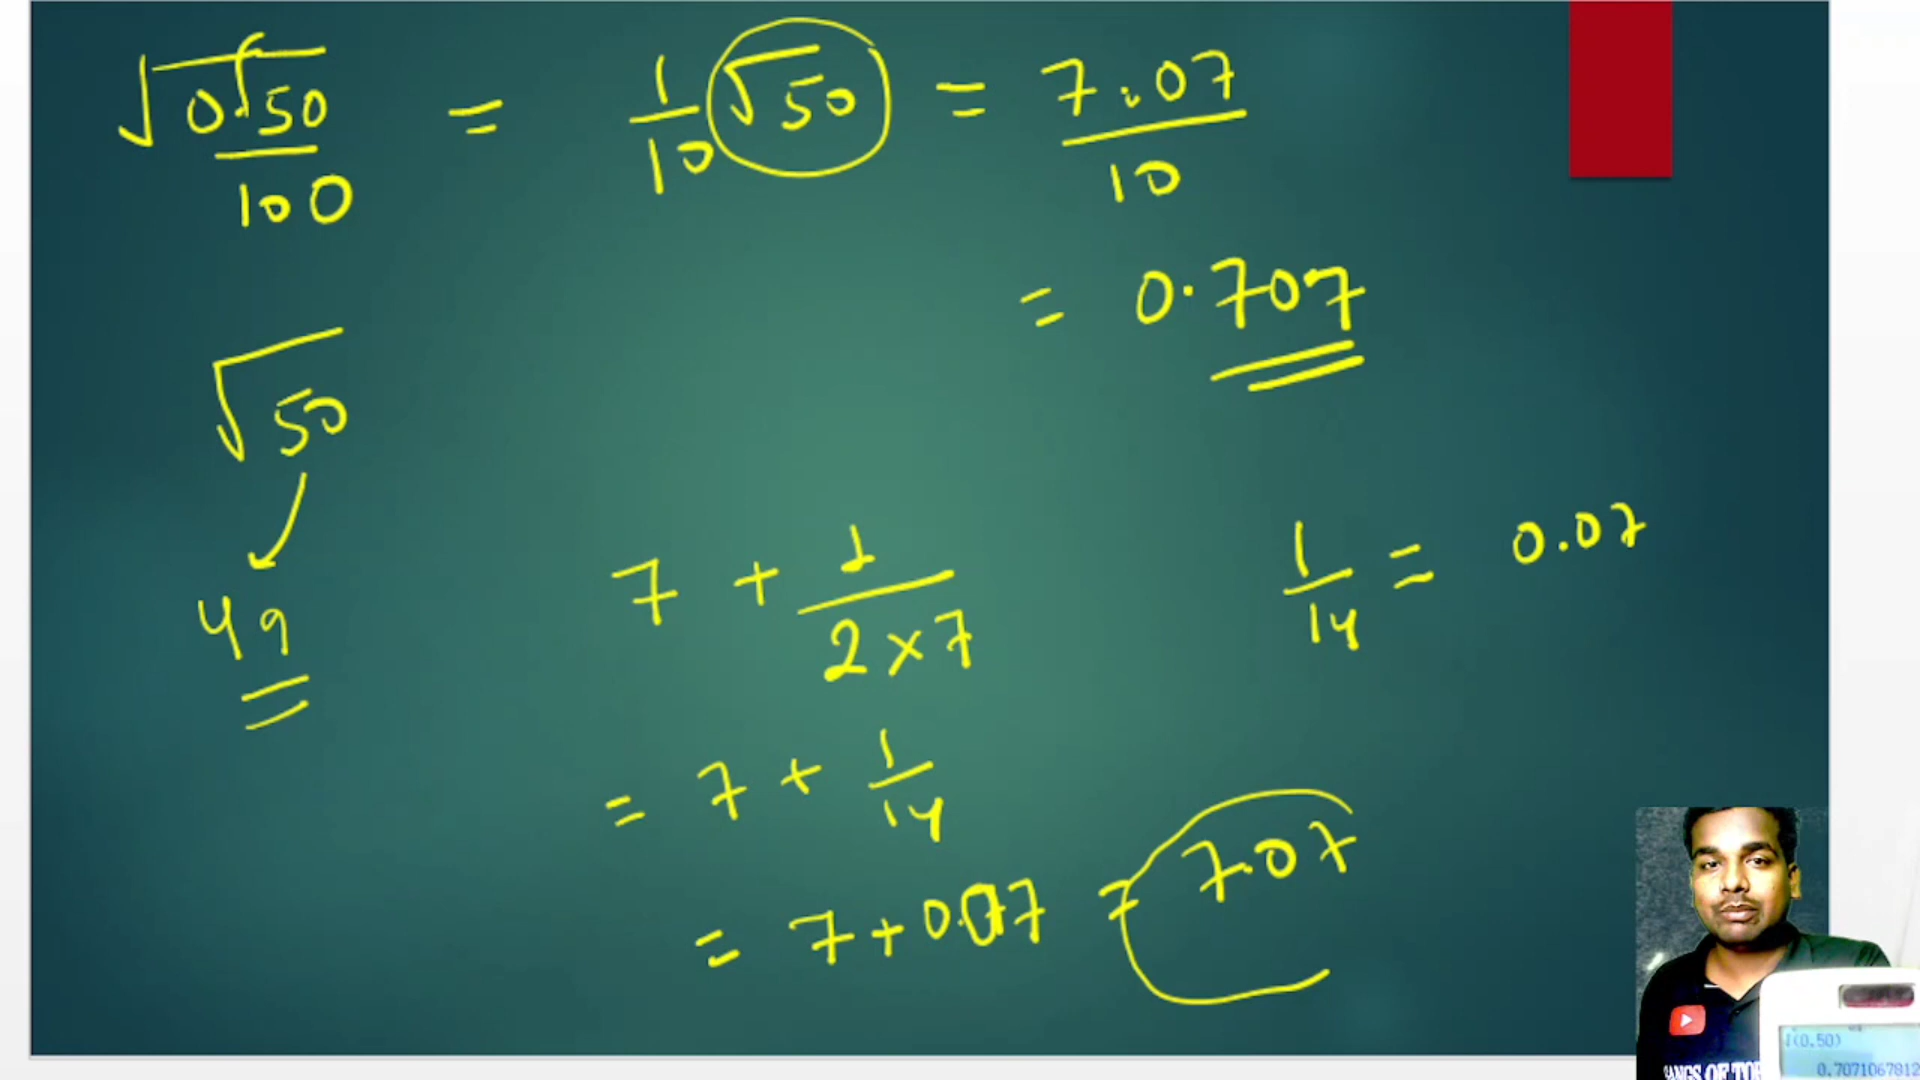 √0.50/100 = 1/10 √50 = 7.07/10
= 0.707
√50
49
7 + 1/2×7
1/14 = 0.07
= 7 + 1/14
= 7+0.07 = 7.07
√(0.50)
0.7071067812